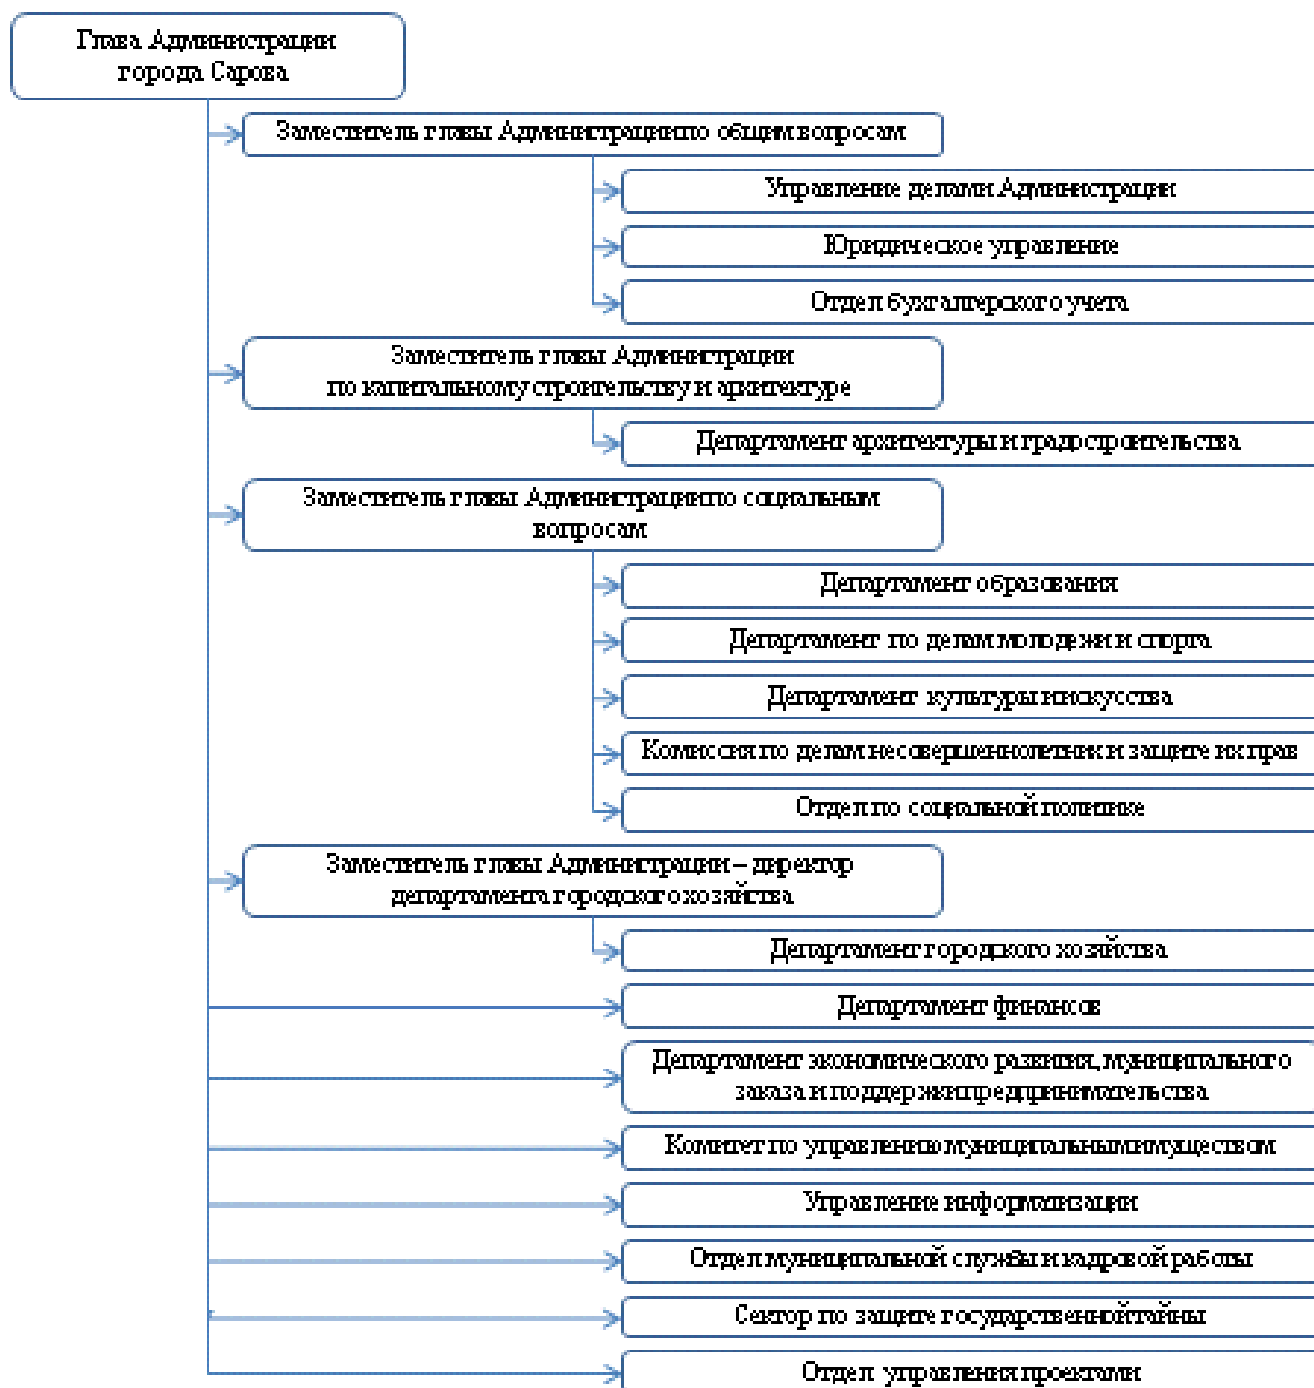 Глава Администрации
города Сарова
Заместитель главы Администрации по общим вопросам
Управление делами Администрации
Юридическое управление
Отдел бухгалтерского учета
Заместитель главы Администрации
по капитальному строительству и архитектуре
Департамент архитектуры и градостроительства
Заместитель главы Администрации по социальным
вопросам
Департамент образования
Департамент по делам молодежи и спорта
Департамент культуры и искусства
Комиссия по делам несовершеннолетних и защите их прав
Отдел по социальной политике
Заместитель главы Администрации – директор
департамента городского хозяйства
Департамент городского хозяйства
Департамент финансов
Департамент экономического развития, муниципального
заказа и поддержки предпринимательства
Комитет по управлению муниципальным имуществом
Управление информатизации
Отдел муниципальной службы и кадровой работы
Сектор по защите государственной тайны
Отдел управления проектами